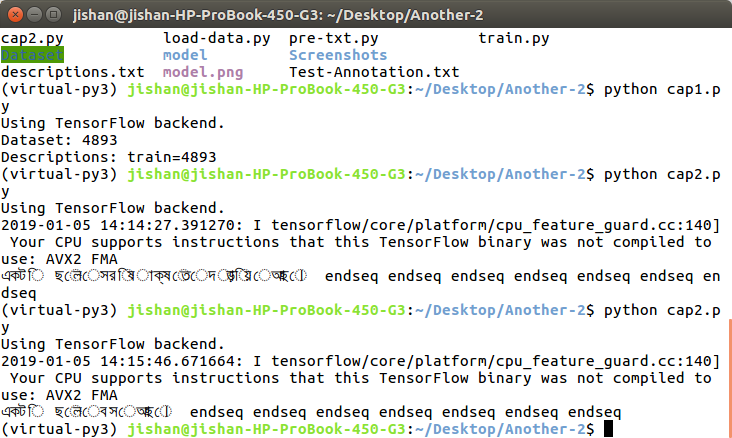 jishan@jishan-HP-ProBook-450-G3: ~/Desktop/Another-2
cap2.py load-data.py pre-txt.py train.py
Dataset model Screenshots
descriptions.txt model.png Test-Annotation.txt
(virtual-py3) jishan@jishan-HP-ProBook-450-G3:~/Desktop/Another-2$ python cap1.p
y
Using TensorFlow backend.
Dataset: 4893
Descriptions: train=4893
(virtual-py3) jishan@jishan-HP-ProBook-450-G3:~/Desktop/Another-2$ python cap2.p
y
Using TensorFlow backend.
2019-01-05 14:14:27.391270: I tensorflow/core/platform/cpu_feature_guard.cc:140]
Your CPU supports instructions that this TensorFlow binary was not compiled to
use: AVX2 FMA
একটি ছেলে আছে। endseq endseq endseq endseq endseq endseq en
dseq
(virtual-py3) jishan@jishan-HP-ProBook-450-G3:~/Desktop/Another-2$ python cap2.p
y
Using TensorFlow backend.
2019-01-05 14:15:46.671664: I tensorflow/core/platform/cpu_feature_guard.cc:140]
Your CPU supports instructions that this TensorFlow binary was not compiled to
use: AVX2 FMA
একটি ছেলে বসে আছে। endseq endseq endseq endseq endseq endseq endseq
(virtual-py3) jishan@jishan-HP-ProBook-450-G3:~/Desktop/Another-2$